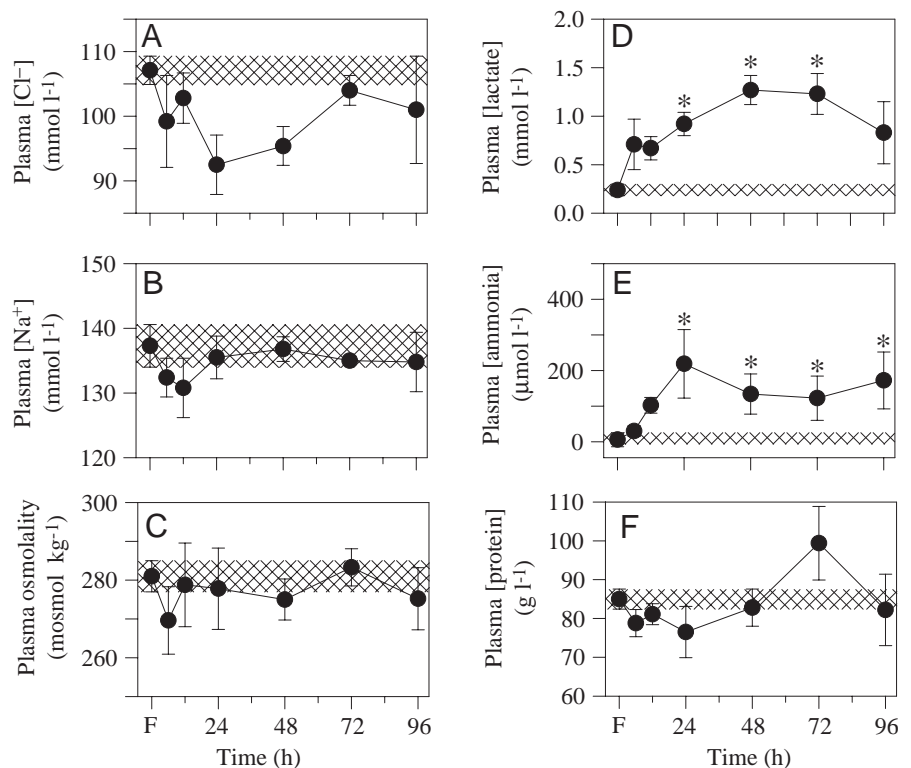 A
Plasma [Cl–]
(mmol l-1)
110
100
90
B
Plasma [Na+]
(mmol l-1)
150
140
130
120
C
Plasma osmolality
(mosmol kg-1)
300
280
260
F 24 48 72 96
Time (h)
D
Plasma [lactate]
(mmol l-1)
2.0
1.5
1.0
0.5
0.0
* * *
E
Plasma [ammonia]
(μmol l-1)
400
200
0
* * * *
F
Plasma [protein]
(g l-1)
110
100
90
80
70
60
F 24 48 72 96
Time (h)